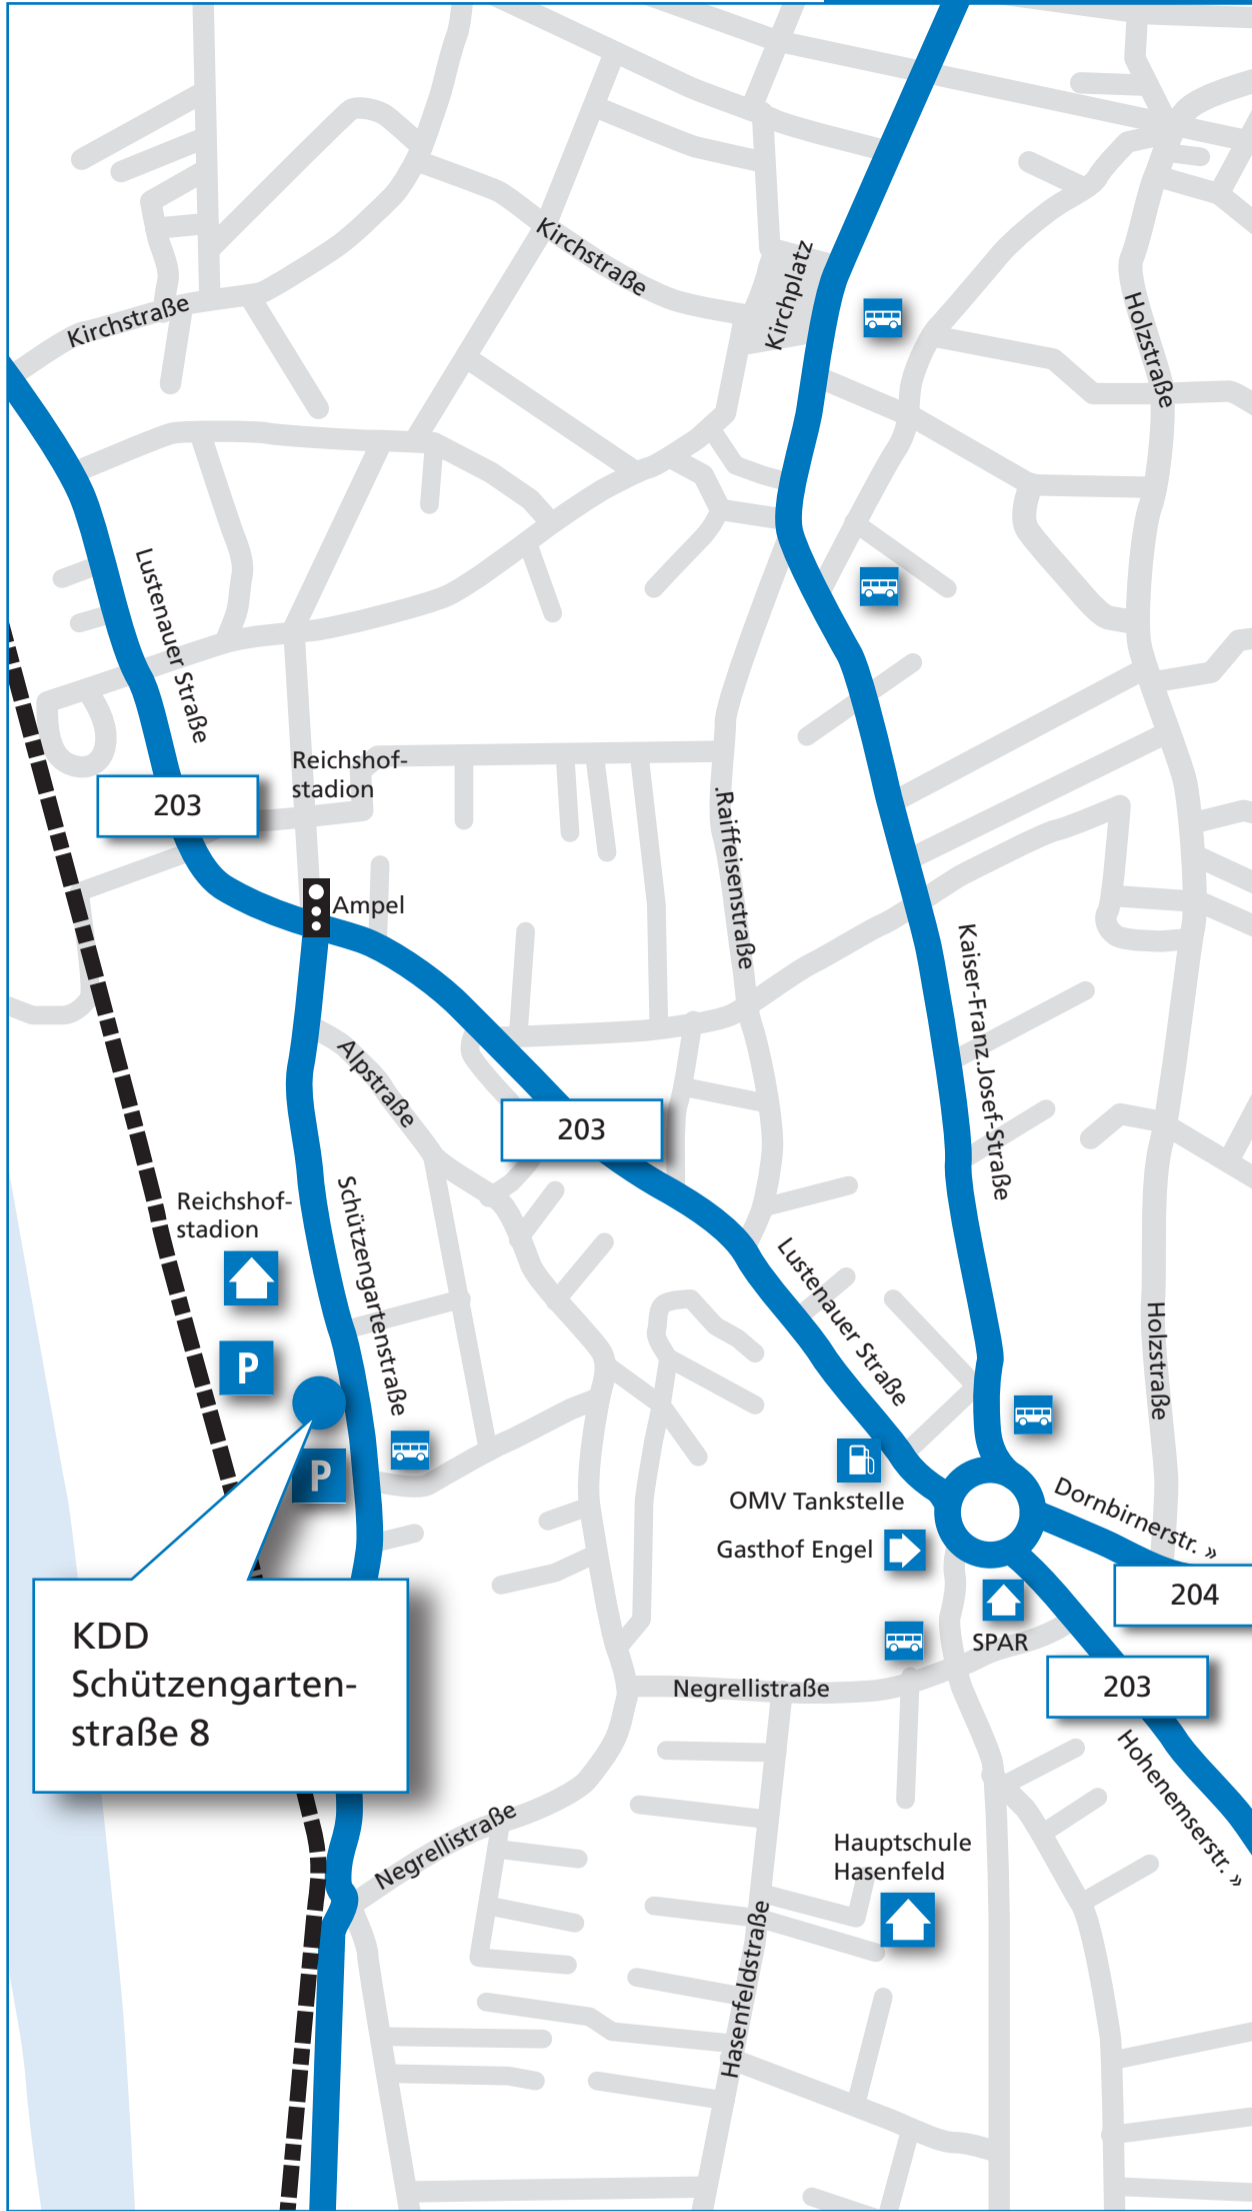 Kirchstraße
Kirchplatz
Kirchstraße
Holzstraße
Lustenauer Straße
Reichshof-
stadion
203
.Raiffeisenstraße
Ampel
Kaiser-Franz.Josef-Straße
Alpstraße
203
Reichshof-
stadion
Schützengartenstraße
Lustenauer Straße
Holzstraße
P
P
OMV Tankstelle
Dornbirnerstr. »
Gasthof Engel
204
SPAR
KDD
Schützengarten-
straße 8
Negrellistraße
203
Hohenemserstr. »
Negrellistraße
Hauptschule
Hasenfeld
Hasenfeldstraße